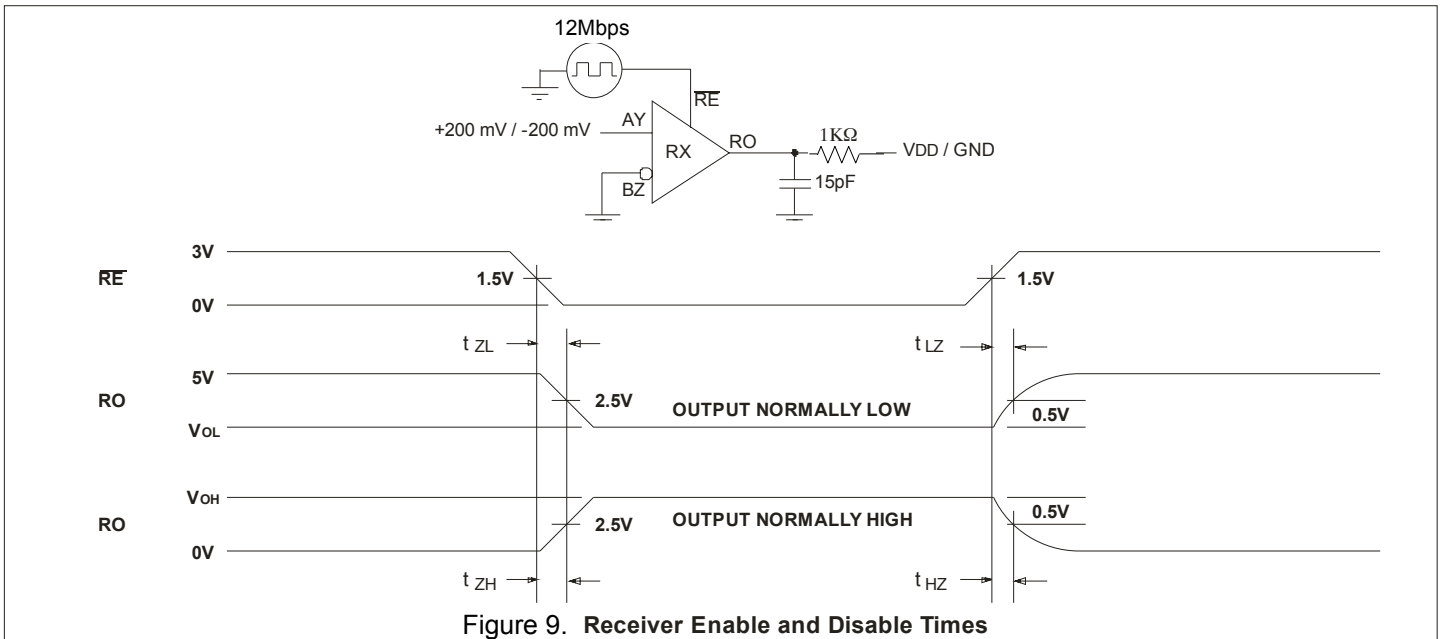 12Mbps
RE
+200 mV / -200 mV
AY
RX
RO
1KΩ
VDD / GND
BZ
15pF
3V
RE
1.5V
1.5V
0V
t ZL
t LZ
5V
RO
2.5V
OUTPUT NORMALLY LOW
0.5V
VOL
VOH
RO
2.5V
OUTPUT NORMALLY HIGH
0.5V
0V
t ZH
t HZ
Figure 9. Receiver Enable and Disable Times